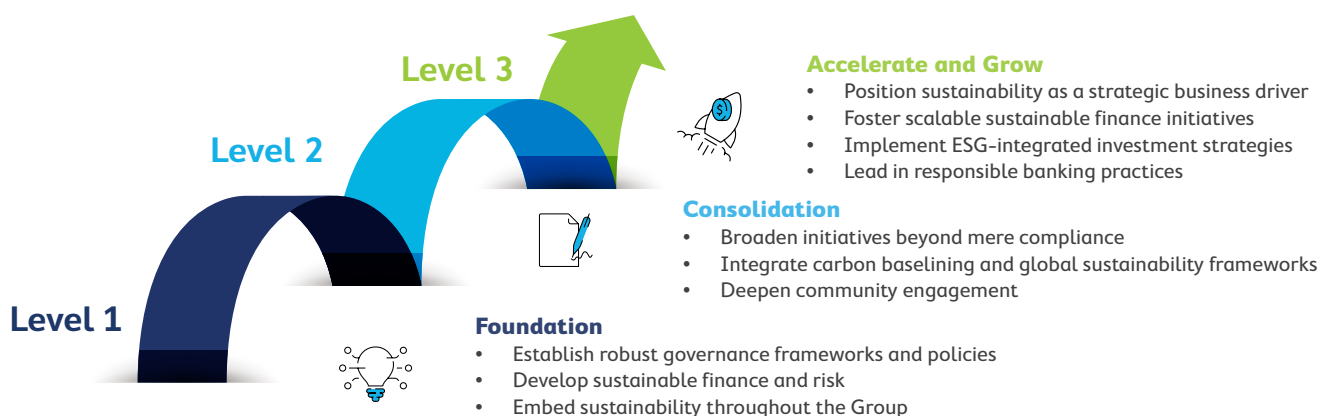 Level 3
Accelerate and Grow
• Position sustainability as a strategic business driver
• Foster scalable sustainable finance initiatives
• Implement ESG-integrated investment strategies
• Lead in responsible banking practices
Level 2
$
Consolidation
• Broaden initiatives beyond mere compliance
• Integrate carbon baselining and global sustainability frameworks
• Deepen community engagement
Level 1
Foundation
• Establish robust governance frameworks and policies
• Develop sustainable finance and risk
• Embed sustainability throughout the Group